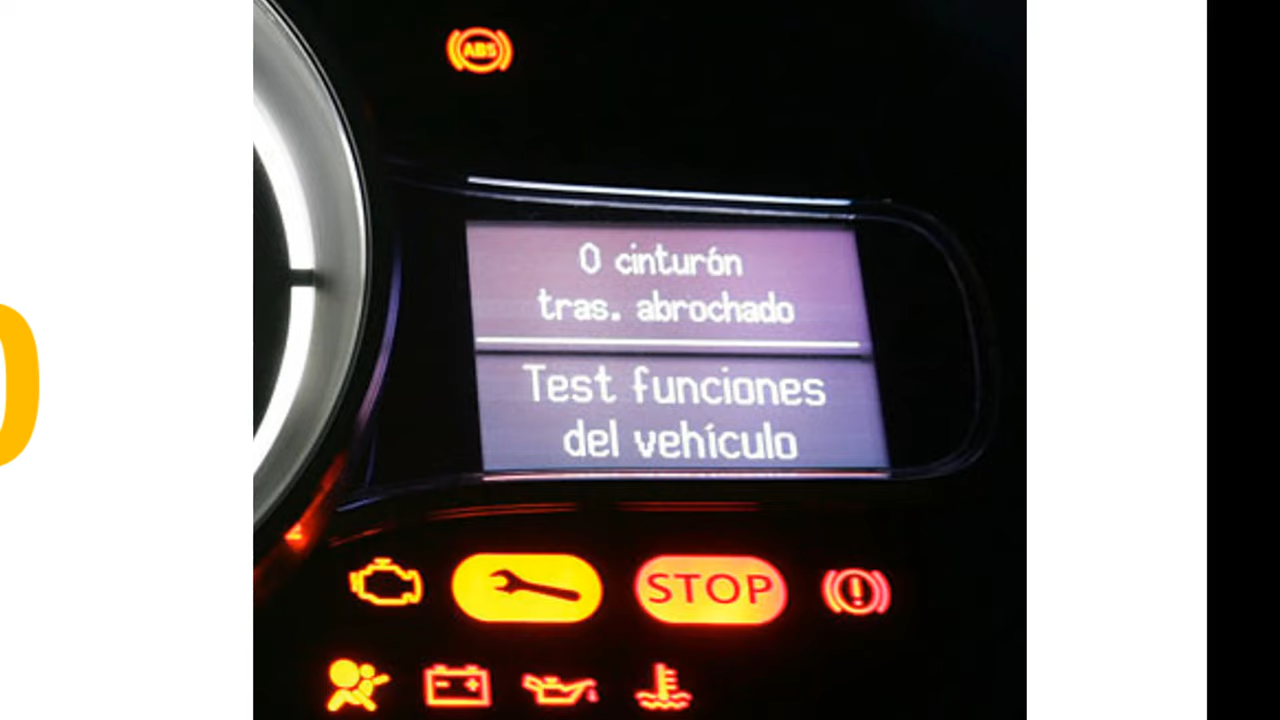 ABS
0 cinturón
tras. abrochado
Test funciones
del vehículo
STOP